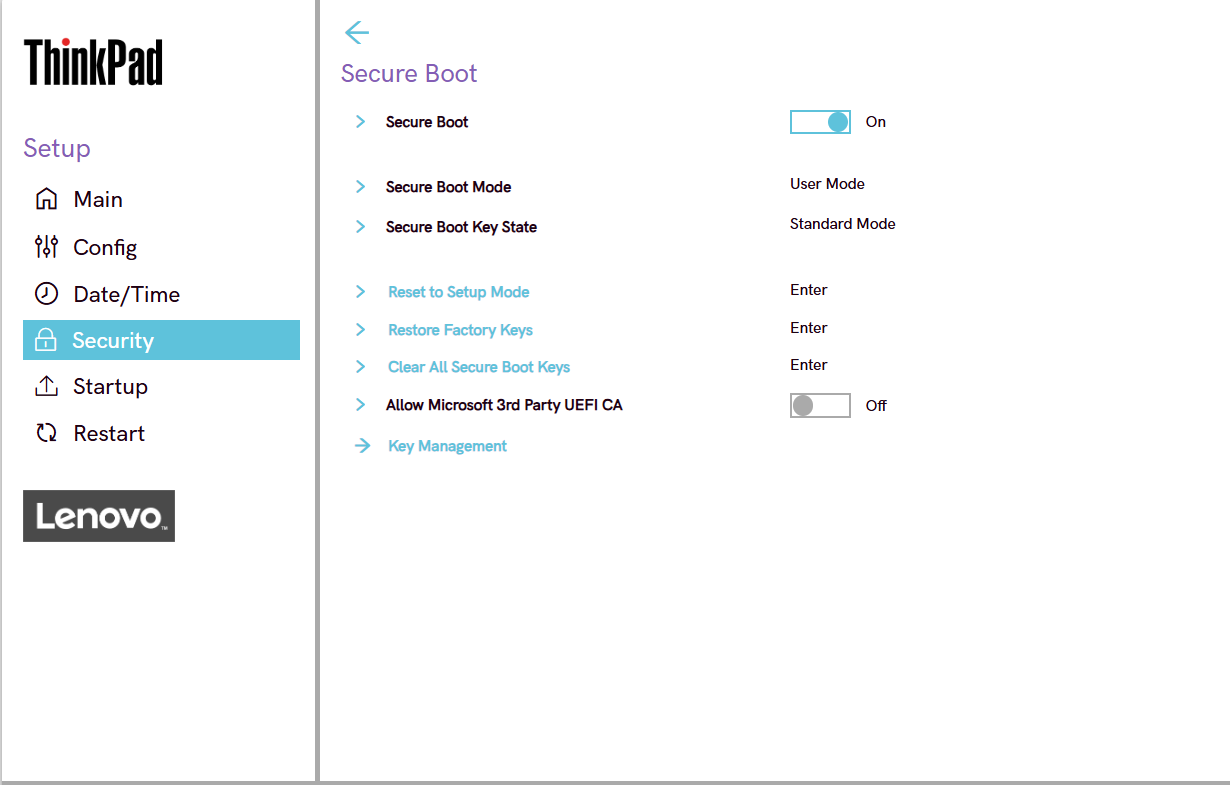 ThinkPad
Setup
Main
Config
Date/Time
Security
Startup
Restart
Lenovo™
Secure Boot
Secure Boot On
Secure Boot Mode User Mode
Secure Boot Key State Standard Mode
Reset to Setup Mode Enter
Restore Factory Keys Enter
Clear All Secure Boot Keys Enter
Allow Microsoft 3rd Party UEFI CA Off
Key Management